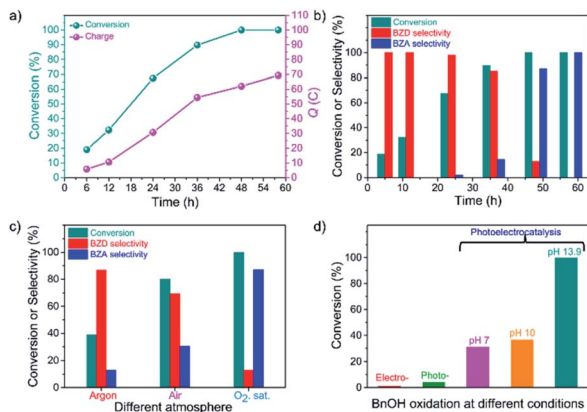 a)
Conversion
Charge
Conversion (%)
100
90
80
70
60
50
40
30
20
10
0
100
90
80
70
60
50
40
30
20
10
0
Q (C)
0 6 12 18 24 30 36 42 48 54 60
Time (h)
b)
Conversion
BZD selectivity
BZA selectivity
Conversion or Selectivity (%)
100
80
60
40
20
0
0 10 20 30 40 50 60
Time (h)
c)
Conversion
BZD selectivity
BZA selectivity
Conversion or Selectivity (%)
100
80
60
40
20
0
Argon Air O2. sat.
Different atmosphere
d)
Photoelectrocatalysis
Conversion (%)
100
80
60
40
20
0
Electro-
Photo-
pH 7
pH 10
pH 13.9
BnOH oxidation at different conditions